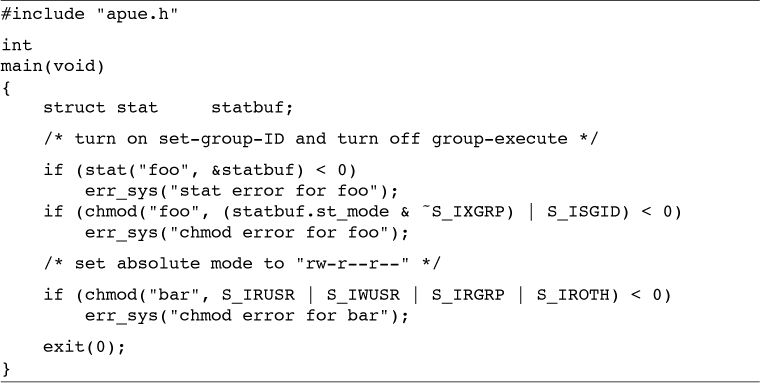 #include "apue.h"
int
main(void)
{
    struct stat     statbuf;
    /* turn on set-group-ID and turn off group-execute */
    if (stat("foo", &statbuf) < 0)
        err_sys("stat error for foo");
    if (chmod("foo", (statbuf.st_mode & ˜S_IXGRP) | S_ISGID) < 0)
        err_sys("chmod error for foo");
    /* set absolute mode to "rw-r--r--" */
    if (chmod("bar", S_IRUSR | S_IWUSR | S_IRGRP | S_IROTH) < 0)
        err_sys("chmod error for bar");
    exit(0);
}